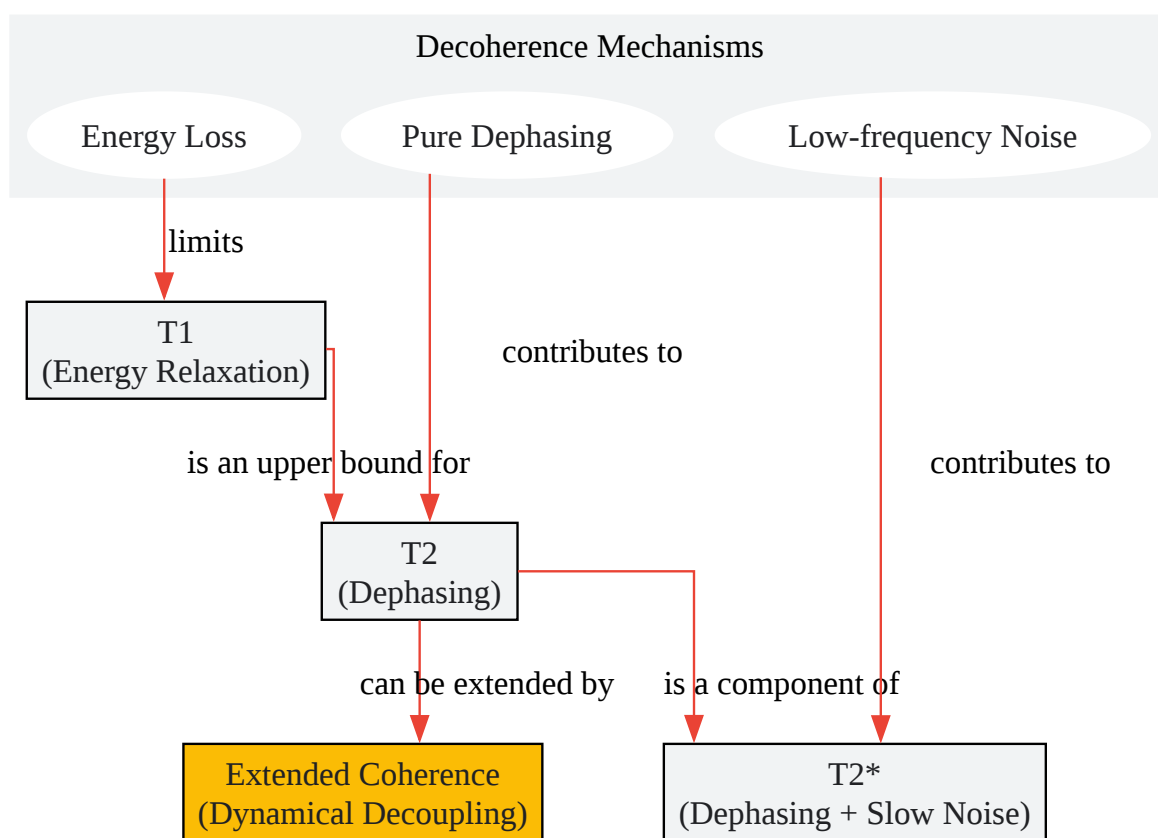 Decoherence Mechanisms
Energy Loss
Pure Dephasing
Low-frequency Noise
limits
T1
(Energy Relaxation)
contributes to
is an upper bound for
contributes to
T2
(Dephasing)
can be extended by
is a component of
Extended Coherence
(Dynamical Decoupling)
T2*
(Dephasing + Slow Noise)